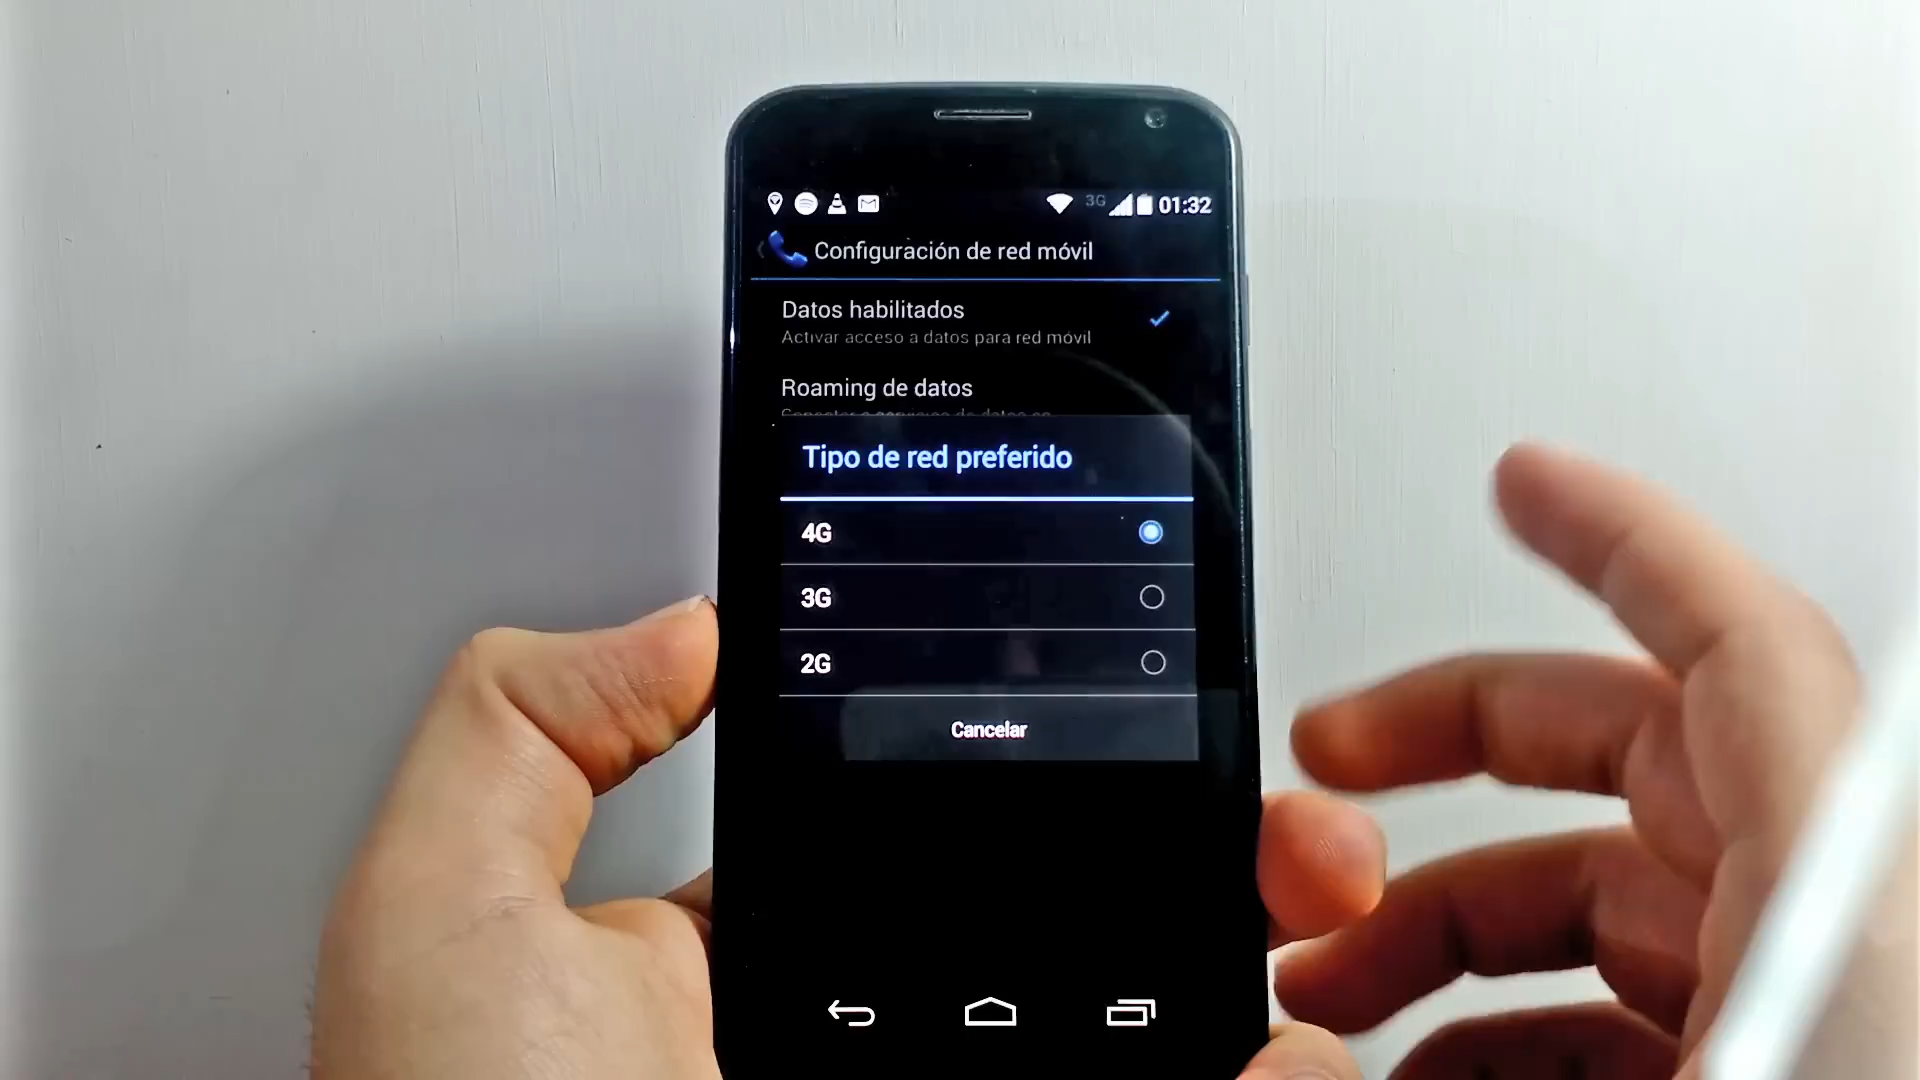 3G 01:32
Configuración de red móvil
Datos habilitados
Activar acceso a datos para red móvil
Roaming de datos
Tipo de red preferido
4G
3G
2G
Cancelar